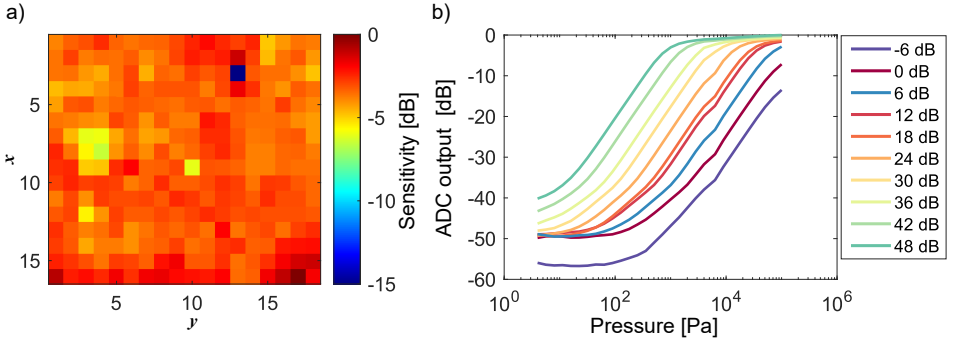 a)
5
10
15
x
5
10
15
y
0
-5
-10
-15
Sensitivity [dB]
b)
0
-10
-20
-30
-40
-50
-60
ADC output [dB]
10^0
10^2
10^4
10^6
Pressure [Pa]
-6 dB
0 dB
6 dB
12 dB
18 dB
24 dB
30 dB
36 dB
42 dB
48 dB